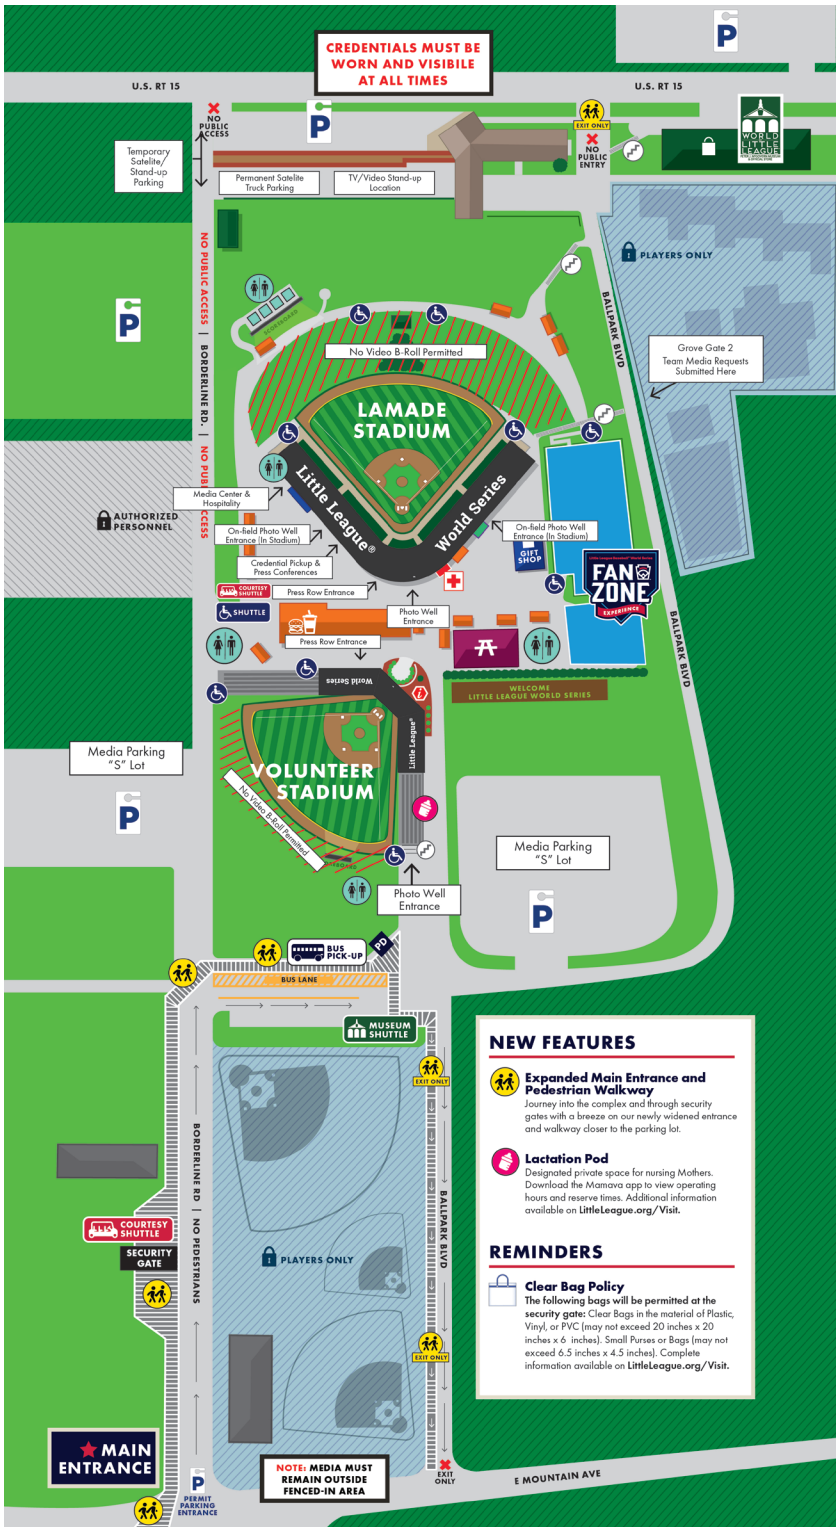 CREDENTIALS MUST BE
WORN AND VISIBILE
AT ALL TIMES
P
U.S. RT 15
U.S. RT 15
NO
PUBLIC
ACCESS
P
EXIT ONLY
NO
PUBLIC
ENTRY
WORLD
OF
LITTLE
LEAGUE
Temporary
Satelite/
Stand-up
Parking
Permanent Satelite
Truck Parking
TV/Video Stand-up
Location
NO PUBLIC ACCESS | BORDERLINE RD. | NO PUBLIC ACCESS
PLAYERS ONLY
BALLPARK BLVD
P
SCOREBOARD
No Video B-Roll Permitted
Grove Gate 2
Team Media Requests
Submitted Here
LAMADE
STADIUM
Little League®
World Series
Media Center &
Hospitality
AUTHORIZED
PERSONNEL
On-field Photo Well
Entrance (In Stadium)
On-field Photo Well
Entrance (In Stadium)
Credential Pickup &
Press Conferences
GIFT
SHOP
Little League Baseball® World Series
FAN
ZONE
EXPERIENCE
COURTESY
SHUTTLE
Press Row Entrance
SHUTTLE
Photo Well
Entrance
Press Row Entrance
BALLPARK BLVD
World Series
WELCOME
LITTLE LEAGUE WORLD SERIES
Little League®
Media Parking
"S" Lot
P
VOLUNTEER
STADIUM
No Video B-Roll Permitted
Media Parking
"S" Lot
P
Photo Well
Entrance
BUS
PICK-UP
PD
BUS LANE
MUSEUM
SHUTTLE
EXIT ONLY
BORDERLINE RD | NO PEDESTRIANS
BALLPARK BLVD
COURTESY
SHUTTLE
SECURITY
GATE
PLAYERS ONLY
EXIT ONLY
NEW FEATURES
Expanded Main Entrance and
Pedestrian Walkway
Journey into the complex and through security
gates with a breeze on our newly widened entrance
and walkway closer to the parking lot.
Lactation Pod
Designated private space for nursing Mothers.
Download the Mamava app to view operating
hours and reserve times. Additional information
available on LittleLeague.org/Visit.
REMINDERS
Clear Bag Policy
The following bags will be permitted at the
security gate: Clear Bags in the material of Plastic,
Vinyl, or PVC (may not exceed 20 inches x 20
inches x 6 inches). Small Purses or Bags (may not
exceed 6.5 inches x 4.5 inches). Complete
information available on LittleLeague.org/Visit.
MAIN
ENTRANCE
P
PERMIT
PARKING
ENTRANCE
NOTE: MEDIA MUST
REMAIN OUTSIDE
FENCED-IN AREA
EXIT
ONLY
E MOUNTAIN AVE